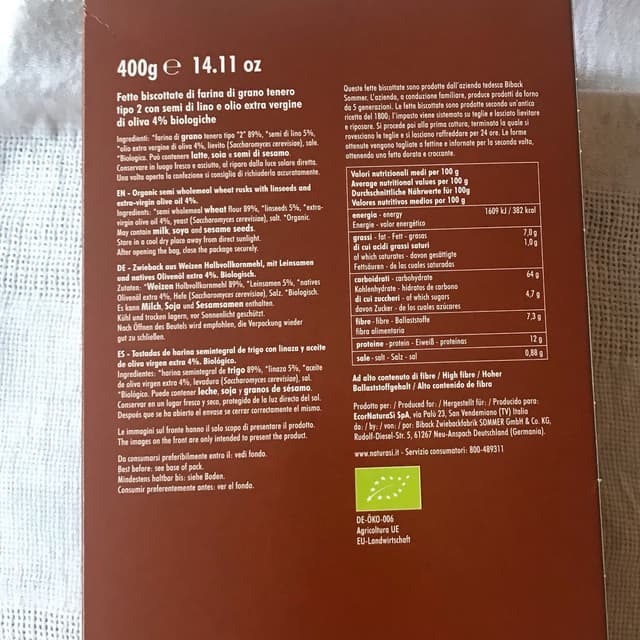 400g e 14.11 oz
Fette biscottate di farina di grano tenero
tipo 2 con semi di lino e olio extra vergine
di oliva 4% biologiche
Ingredienti: *farina di grano tenero tipo "2" 89%, *semi di lino 5%,
*olio extra vergine di oliva 4%, lievito (Saccharomyces cerevisiae), sale.
*Biologico. Può contenere latte, soia e semi di sesamo.
Conservare in luogo fresco e asciutto, al riparo dalla luce solare diretta.
Una volta aperta la confezione si consiglia di richiuderla accuratamente.
EN - Organic semi wholemeal wheat rusks with linseeds and
extra-virgin olive oil 4%.
Ingredients: *semi wholemeal wheat flour 89%, *linseeds 5%, *extra-
virgin olive oil 4%, yeast (Saccharomyces cerevisiae), salt. *Organic.
May contain milk, soya and sesame seeds.
Store in a cool dry place away from direct sunlight.
After opening the bag, close the package securely.
DE - Zwieback aus Weizen Halbvollkornmehl, mit Leinsamen
und natives Olivenöl extra 4%. Biologisch.
Zutaten: *Weizen Halbvollkornmehl 89%, *Leinsamen 5%, *natives
Olivenöl extra 4%, Hefe (Saccharomyces cerevisiae), Salz. *Biologisch.
Es kann Milch, Soja und Sesamsamen enthalten.
Kühl und trocken lagern, vor Sonnenlicht geschützt.
Nach Öffnen des Beutels wird empfohlen, die Verpackung wieder
gut zu schließen.
ES - Tostadas de harina semintegral de trigo con linaza y aceite
de oliva virgen extra 4%. Biológico.
Ingredientes: *harina semintegral de trigo 89%, *linaza 5%, *aceite
de oliva virgen extra 4%, levadura (Saccharomyces cerevisiae), sal.
*Biológico. Puede contener leche, soja y granos de sésamo.
Conservar en un lugar fresco y seco, protegido de la luz directa del sol.
Después que se ha abierto el envase se cerrar correctamente el mismo.
Le immagini sul fronte hanno il solo scopo di presentare il prodotto.
The images on the front are only intended to present the product.
Da consumarsi preferibilmente entro il: vedi fondo.
Best before: see base of pack.
Mindestens haltbar bis: siehe Boden.
Consumir preferentemente antes: ver el fondo.
Queste fette biscottate sono prodotte dall'azienda tedesca Biback
Sommer. L'azienda, a conduzione familiare, produce prodotti da forno
da 5 generazioni. Le fette biscottate sono prodotte secondo un'antica
ricetta del 1800; l'impasto viene sistemato su teglie e lasciato lievitare
e riposare. Si procede poi alla prima cottura, terminata la quale si
rovesciano le teglie e si lasciano raffreddare per 24 ore. Le forme
ottenute vengono tagliate a fettine e infornate per la seconda volta,
ottenendo una fetta dorata e croccante.
Valori nutrizionali medi per 100 g
Average nutritional values per 100 g
Durchschnittliche Nährwerte für 100g
Valores nutritivos medios por 100 g
energia - energy 1609 kJ / 382 kcal
Energie - valor energético
grassi - fat - Fett - grasas 7,0 g
di cui acidi grassi saturi 1,0 g
of which saturates - davon gesättigte
Fettsäuren - de las cuales saturadas
carboidrati - carbohydrate 64 g
Kohlenhydrate - hidratos de carbono
di cui zuccheri - of which sugars 4,7 g
davon Zucker - de los cuales azúcares
fibre - fibre - Ballaststoffe 7,3 g
fibra alimentaria
proteine - protein - Eiweiß - proteínas 12 g
sale - salt - Salz - sal 0,88 g
Ad alto contenuto di fibre / High fibre / Hoher
Ballaststoffgehalt / Alto contenido de fibra
Prodotto per: / Produced for: / Hergestellt für: / Producido para:
EcorNaturaSì SpA, via Palù 23, San Vendemiano (TV) Italia
da: / by: / von: / por: Biback Zwiebackfabrik SOMMER GmbH & Co. KG,
Rudolf-Diesel-Str. 5, 61267 Neu-Anspach Deutschland (Germania).
www.naturasi.it - Servizio consumatori: 800-489311
DE-ÖKO-006
Agricoltura UE
EU-Landwirtschaft